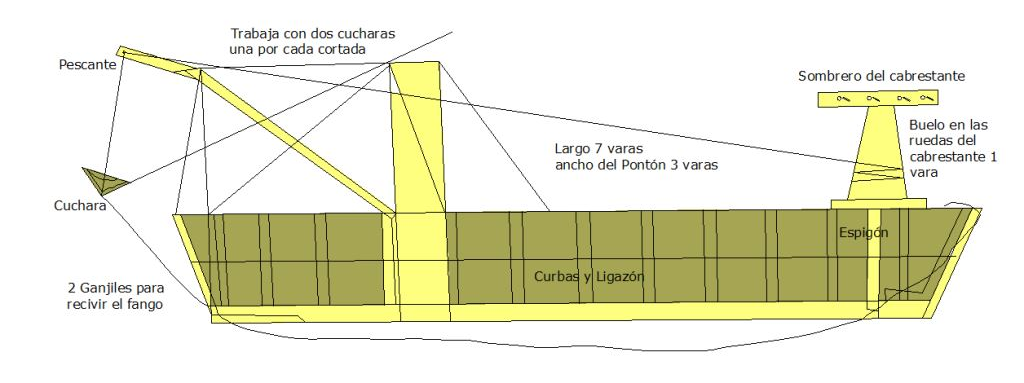 Trabaja con dos cucharas
una por cada cortada
Pescante
Sombrero del cabrestante
Buelo en las
ruedas del
cabrestante 1
vara
Largo 7 varas
ancho del Pontón 3 varas
Cuchara
Espigón
Curbas y Ligazón
2 Ganjiles para
recivir el fango